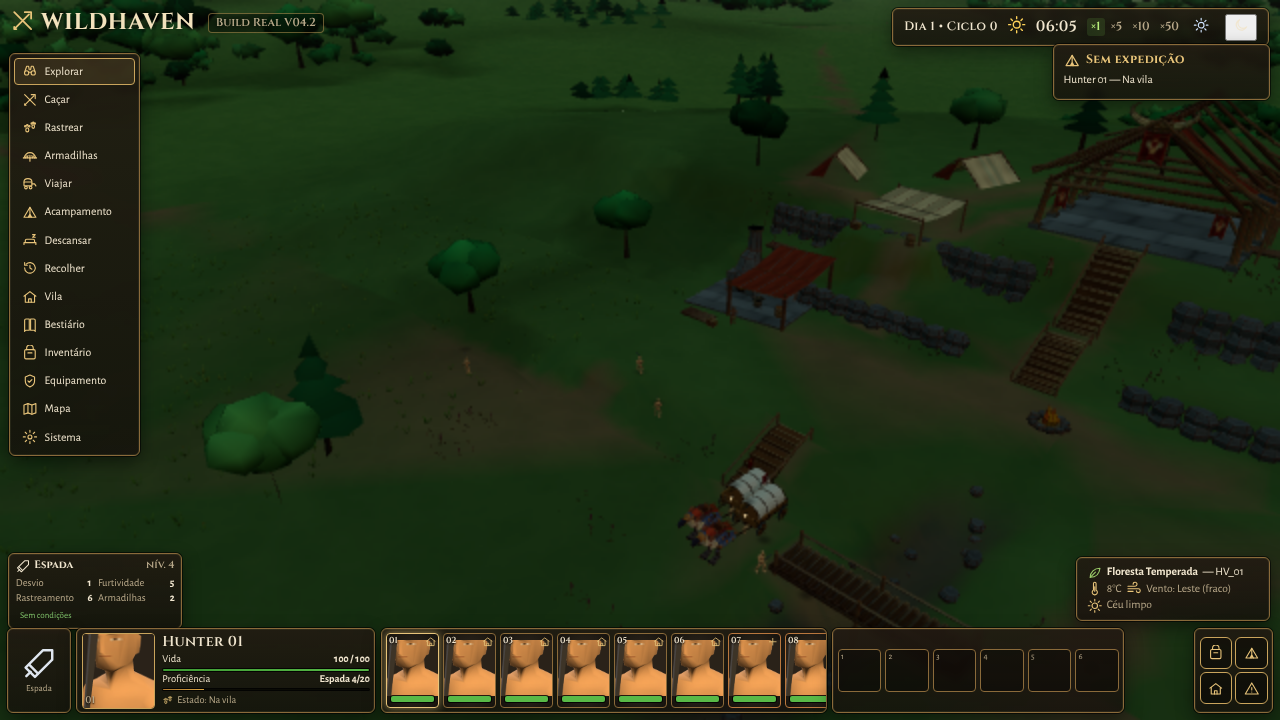 WILDHAVEN
BUILD REAL V04.2
DIA 1 • CICLO 0
06:05
×1 ×5 ×10 ×50
SEM EXPEDIÇÃO
Hunter 01 — Na vila
Explorar
Caçar
Rastrear
Armadilhas
Viajar
Acampamento
Descansar
Recolher
Vila
Bestiário
Inventário
Equipamento
Mapa
Sistema
ESPADA NÍV. 4
Desvio 1 Furtividade 5
Rastreamento 6 Armadilhas 2
Sem condições
Floresta Temperada — HV_01
8°C Vento: Leste (fraco)
Céu limpo
Espada
01
HUNTER 01
Vida 100/100
Proficiência Espada 4/20
Estado: Na vila
01 02 03 04 05 06 07 08
1 2 3 4 5 6